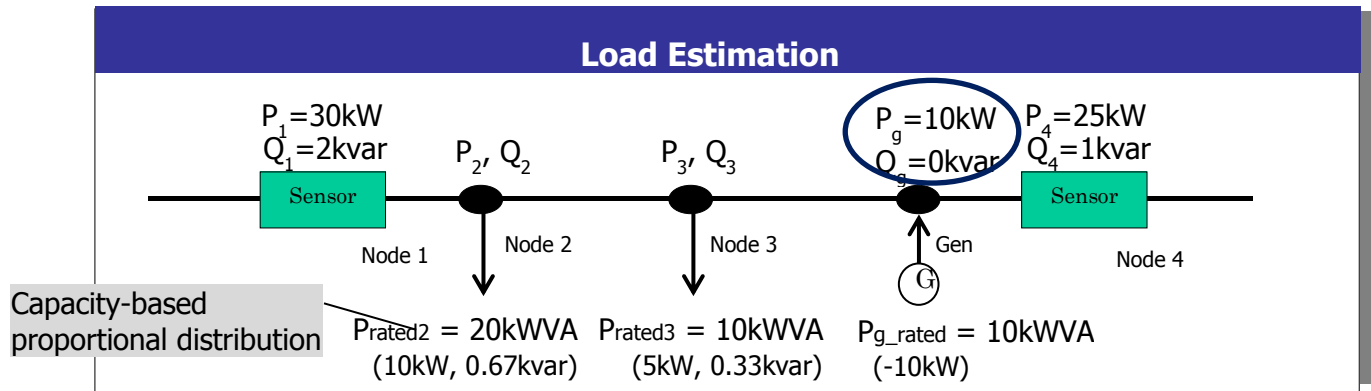 Load Estimation
P1=30kW
Q1=2kvar
P2, Q2
P3, Q3
Pg=10kW
Qg=0kvar
P4=25kW
Q4=1kvar
Sensor
Sensor
Node 1
Node 2
Node 3
Gen
Node 4
G
Capacity-based
proportional distribution
Prated2 = 20kWVA
(10kW, 0.67kvar)
Prated3 = 10kWVA
(5kW, 0.33kvar)
Pg_rated = 10kWVA
(-10kW)